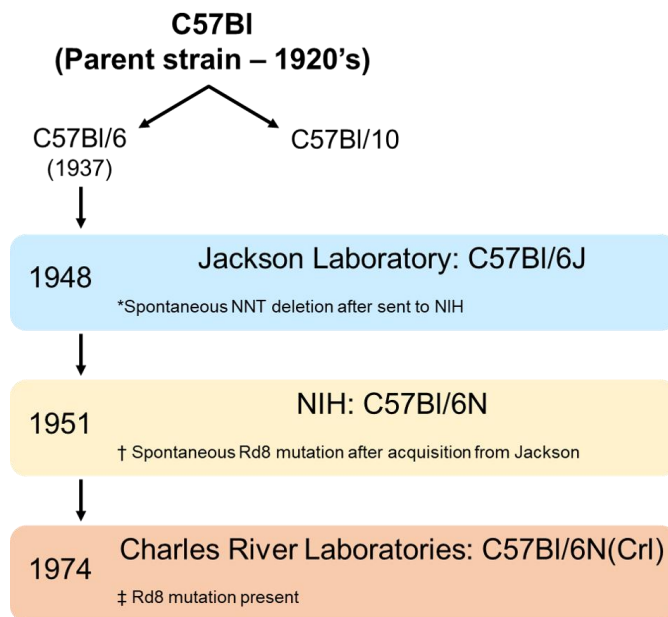 C57Bl
(Parent strain – 1920's)
C57Bl/6
(1937)
C57Bl/10
1948
Jackson Laboratory: C57Bl/6J
*Spontaneous NNT deletion after sent to NIH
1951
NIH: C57Bl/6N
† Spontaneous Rd8 mutation after acquisition from Jackson
1974
Charles River Laboratories: C57Bl/6N(Crl)
‡ Rd8 mutation present